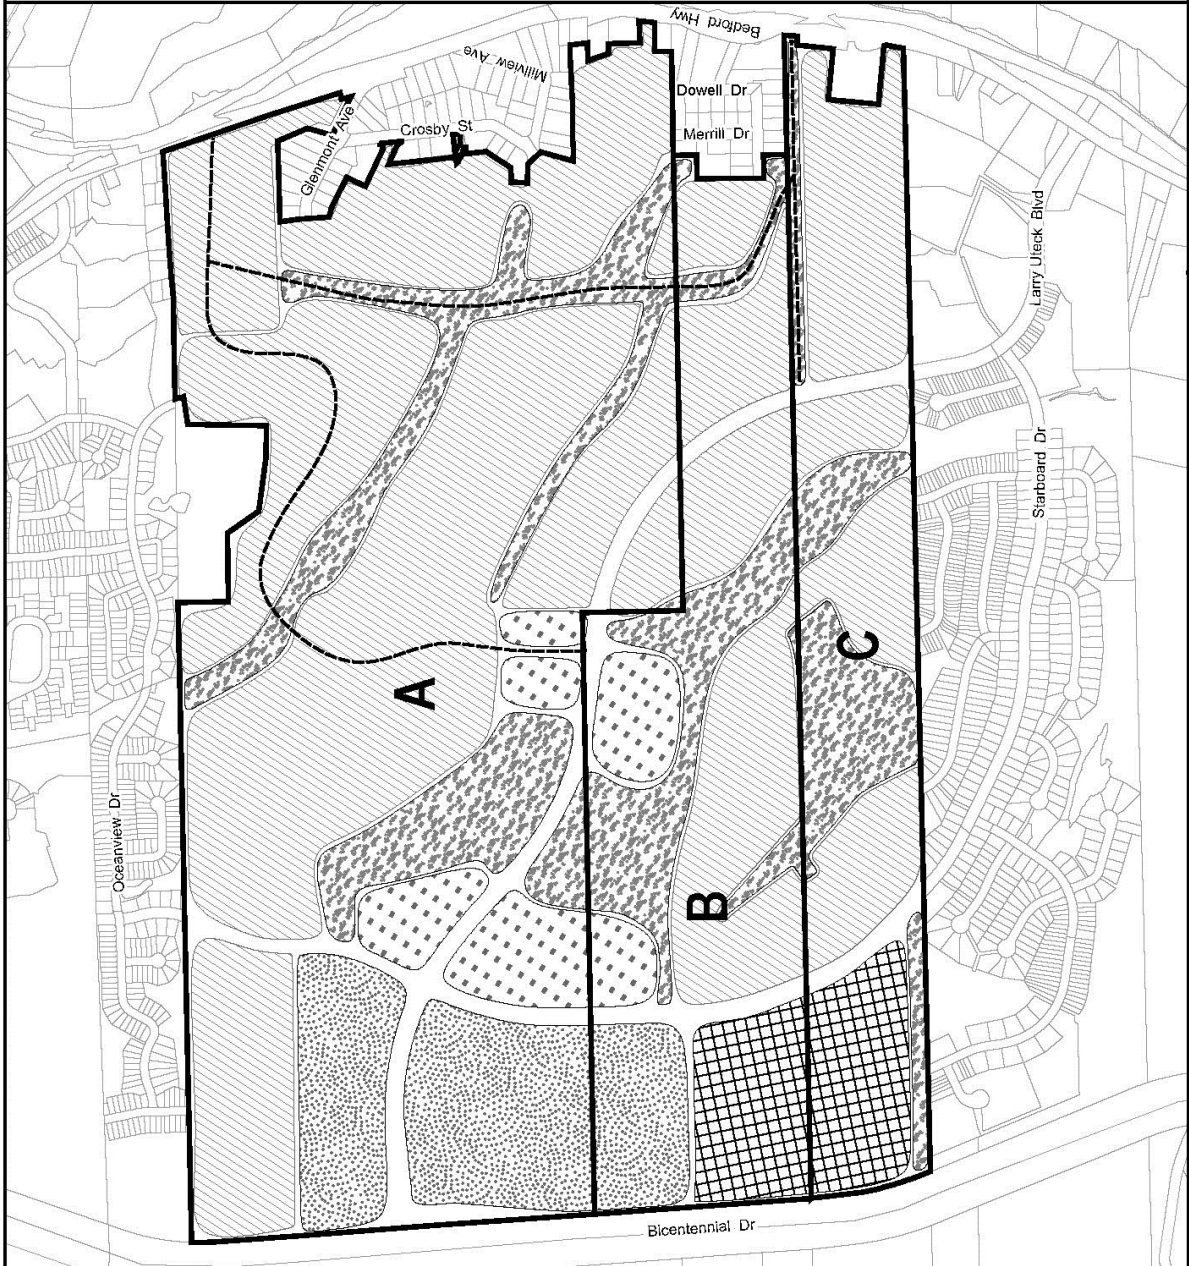 Bedford Hwy
Millview Ave
Dowell Dr
Crosby St
Merrill Dr
Glenmont Ave
Larry Uteck Blvd
Starboard Dr
A
C
Oceanview Dr
B
Bicentennial Dr